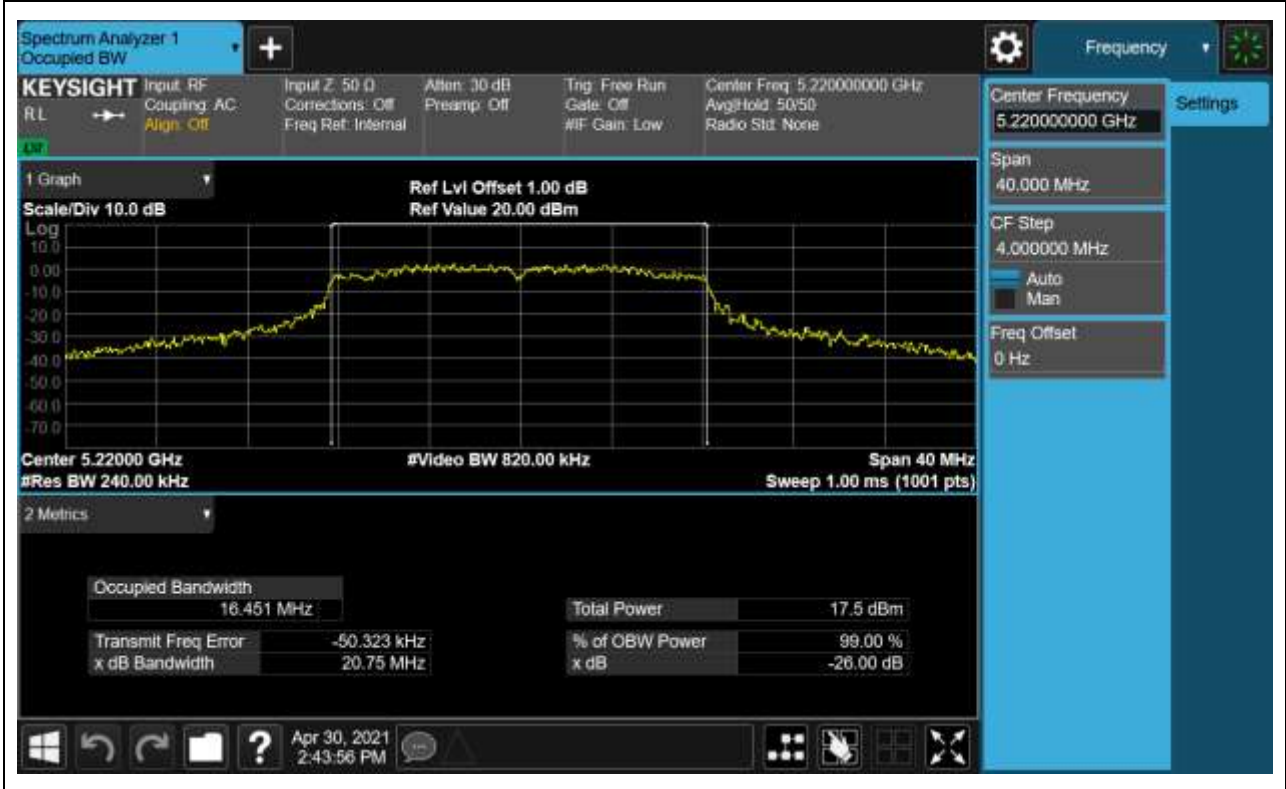 Spectrum Analyzer 1
Occupied BW
Frequency
KEYSIGHT
RL
LXI
Input: RF
Coupling: AC
Align: Off
Input Z: 50 Ω
Corrections: Off
Freq Ref: Internal
Atten: 30 dB
Preamp: Off
Trig: Free Run
Gate: Off
#IF Gain: Low
Center Freq: 5.220000000 GHz
Avg|Hold: 50/50
Radio Std: None
Center Frequency
5.220000000 GHz
Settings
Span
40.000 MHz
CF Step
4.000000 MHz
Auto
Man
Freq Offset
0 Hz
1 Graph
Scale/Div 10.0 dB
Ref Lvl Offset 1.00 dB
Ref Value 20.00 dBm
Log
10.0
0.00
-10.0
-20.0
-30.0
-40.0
-50.0
-60.0
-70.0
Center 5.22000 GHz
#Video BW 820.00 kHz
Span 40 MHz
#Res BW 240.00 kHz
Sweep 1.00 ms (1001 pts)
2 Metrics
Occupied Bandwidth
16.451 MHz
Total Power 17.5 dBm
Transmit Freq Error -50.323 kHz
% of OBW Power 99.00 %
x dB Bandwidth 20.75 MHz
x dB -26.00 dB
?
Apr 30, 2021
2:43:56 PM